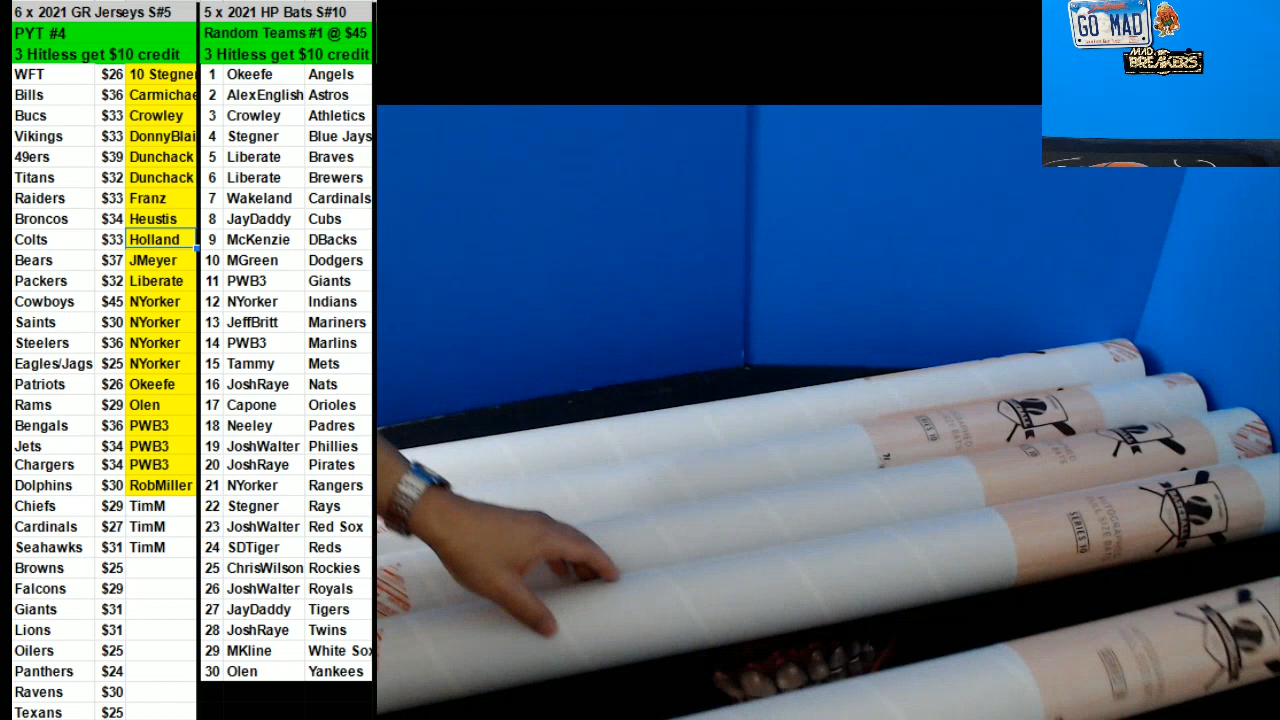 6 x 2021 GR Jerseys S#5
PYT #4
3 Hitless get $10 credit
WFT $26 10 Stegner
Bills $36 Carmichae
Bucs $33 Crowley
Vikings $33 DonnyBlai
49ers $39 Dunchack
Titans $32 Dunchack
Raiders $33 Franz
Broncos $34 Heustis
Colts $33 Holland
Bears $37 JMeyer
Packers $32 Liberate
Cowboys $45 NYorker
Saints $30 NYorker
Steelers $36 NYorker
Eagles/Jags $25 NYorker
Patriots $26 Okeefe
Rams $29 Olen
Bengals $36 PWB3
Jets $34 PWB3
Chargers $34 PWB3
Dolphins $30 RobMiller
Chiefs $29 TimM
Cardinals $27 TimM
Seahawks $31 TimM
Browns $25
Falcons $29
Giants $31
Lions $31
Oilers $25
Panthers $24
Ravens $30
Texans $25
5 x 2021 HP Bats S#10
Random Teams #1 @ $45
3 Hitless get $10 credit
1 Okeefe Angels
2 AlexEnglish Astros
3 Crowley Athletics
4 Stegner Blue Jays
5 Liberate Braves
6 Liberate Brewers
7 Wakeland Cardinals
8 JayDaddy Cubs
9 McKenzie DBacks
10 MGreen Dodgers
11 PWB3 Giants
12 NYorker Indians
13 JeffBritt Mariners
14 PWB3 Marlins
15 Tammy Mets
16 JoshRaye Nats
17 Capone Orioles
18 Neeley Padres
19 JoshWalter Phillies
20 JoshRaye Pirates
21 NYorker Rangers
22 Stegner Rays
23 JoshWalter Red Sox
24 SDTiger Reds
25 ChrisWilson Rockies
26 JoshWalter Royals
27 JayDaddy Tigers
28 JoshRaye Twins
29 MKline White Sox
30 Olen Yankees
GO MAD
MAD
BREAKERS
SERIES 10
AUTOGRAPHED
FULL SIZE BATS
SERIES 10